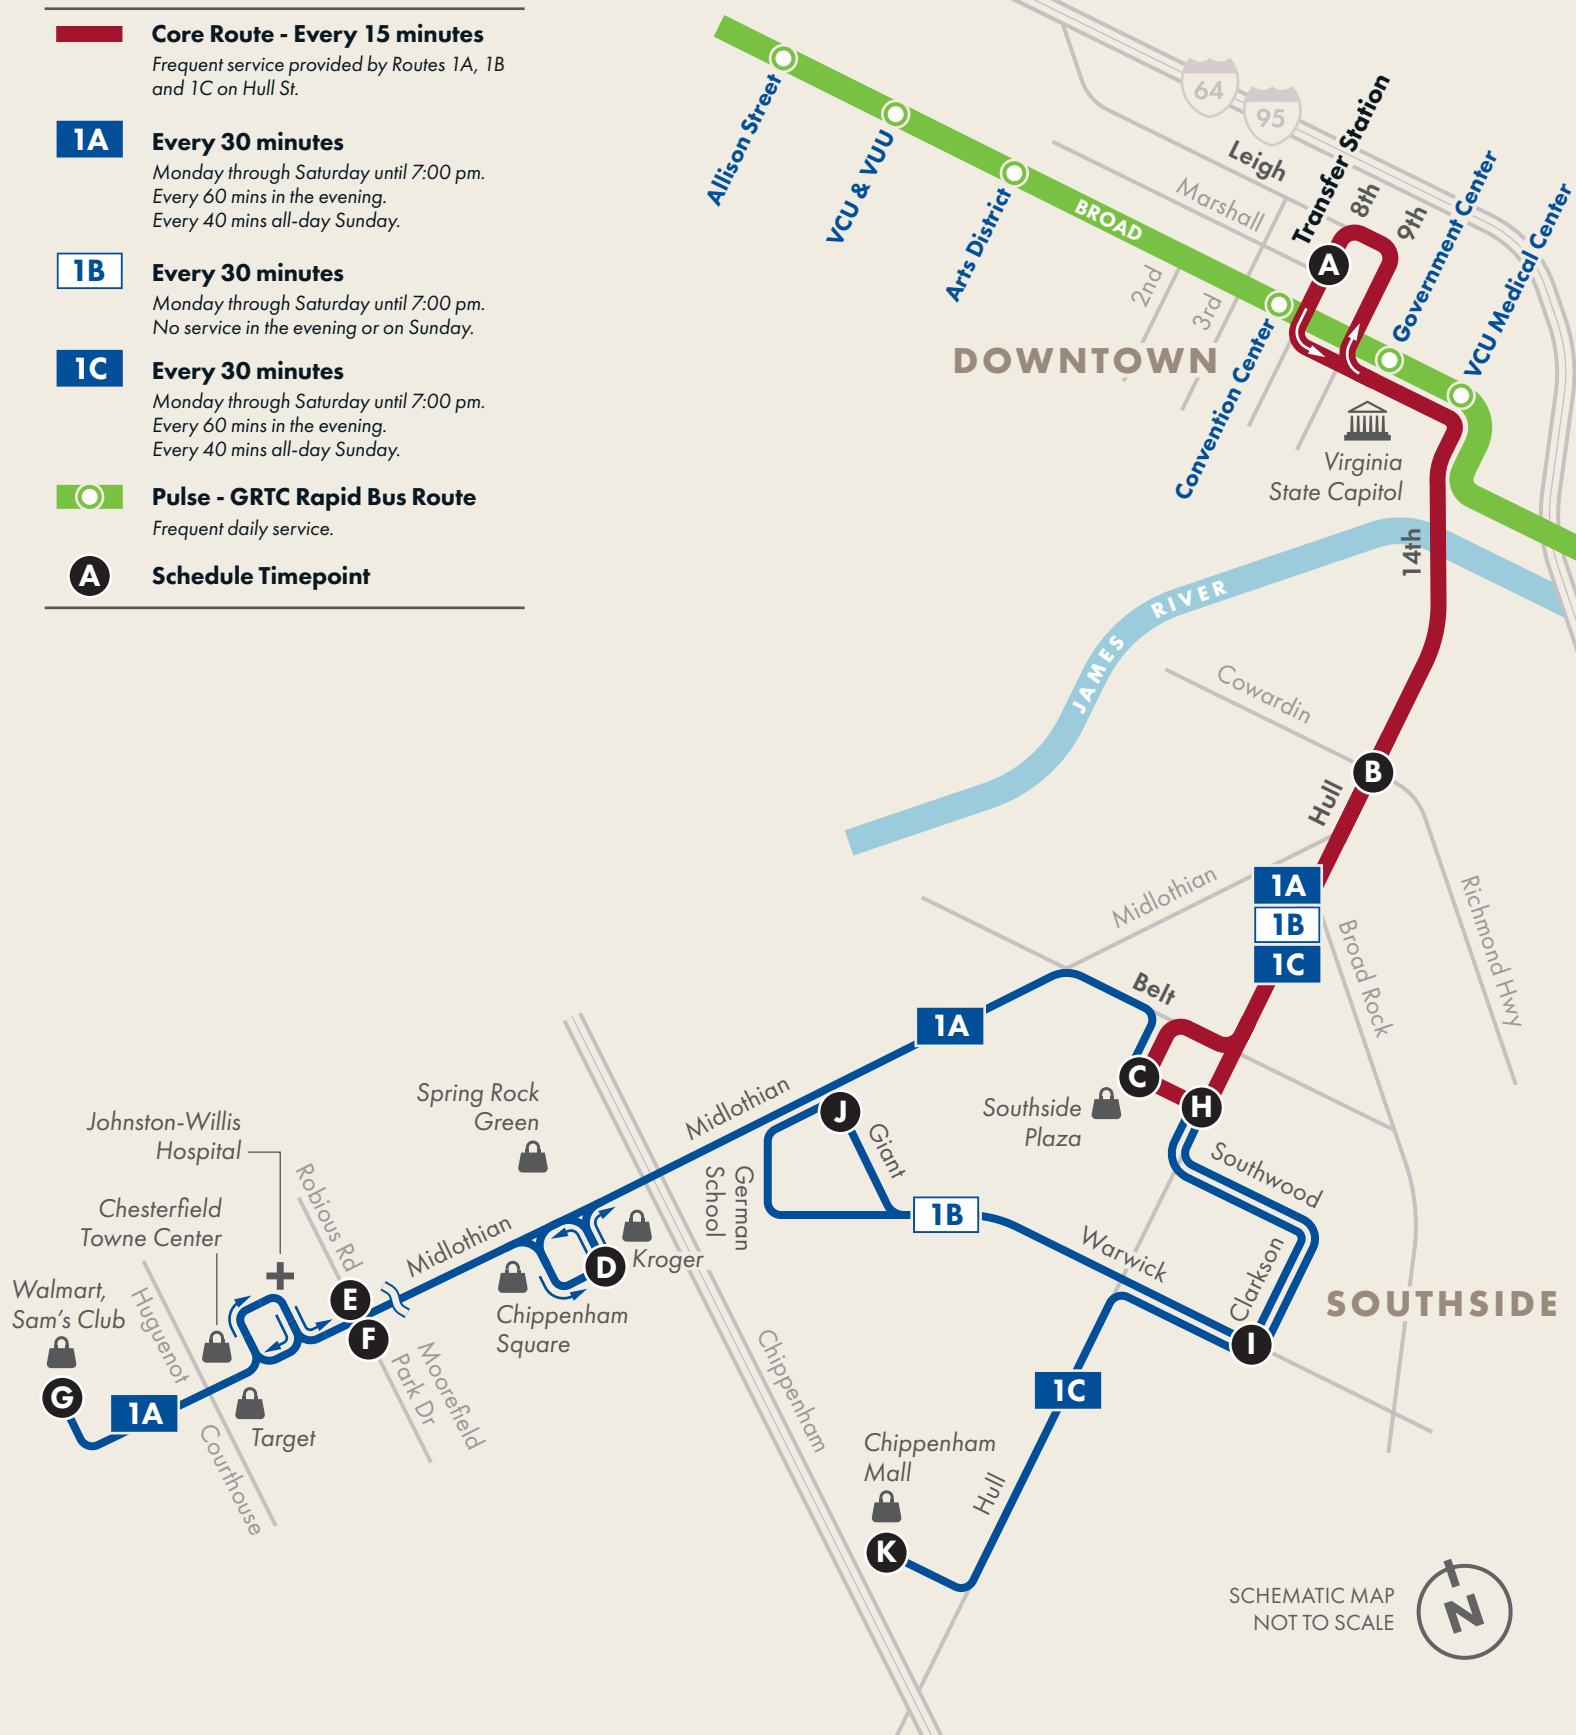 Core Route - Every 15 minutes
Frequent service provided by Routes 1A, 1B
and 1C on Hull St.
1A
Every 30 minutes
Monday through Saturday until 7:00 pm.
Every 60 mins in the evening.
Every 40 mins all-day Sunday.
1B
Every 30 minutes
Monday through Saturday until 7:00 pm.
No service in the evening or on Sunday.
1C
Every 30 minutes
Monday through Saturday until 7:00 pm.
Every 60 mins in the evening.
Every 40 mins all-day Sunday.
Pulse - GRTC Rapid Bus Route
Frequent daily service.
A
Schedule Timepoint
Allison Street
VCU & VUU
Arts District
BROAD
64
95
Leigh
Marshall
Transfer Station
8th
9th
A
Government Center
VCU Medical Center
2nd
3rd
DOWNTOWN
Convention Center
Virginia
State Capitol
14th
JAMES RIVER
Cowardin
B
Hull
Midlothian
1A
1B
1C
Broad Rock
Richmond Hwy
Belt
1A
C
H
Southside
Plaza
Southwood
Spring Rock
Green
Midlothian
J
Giant
German
School
1B
Warwick
Clarkson
SOUTHSIDE
I
Johnston-Willis
Hospital
Chesterfield
Towne Center
Robious Rd
Midlothian
Kroger
D
Chippenham
Square
Walmart,
Sam's Club
Huguenot
E
F
G
1A
Target
Courthouse
Moorefield
Park Dr
Chippenham
1C
Chippenham
Mall
Hull
K
SCHEMATIC MAP
NOT TO SCALE
N